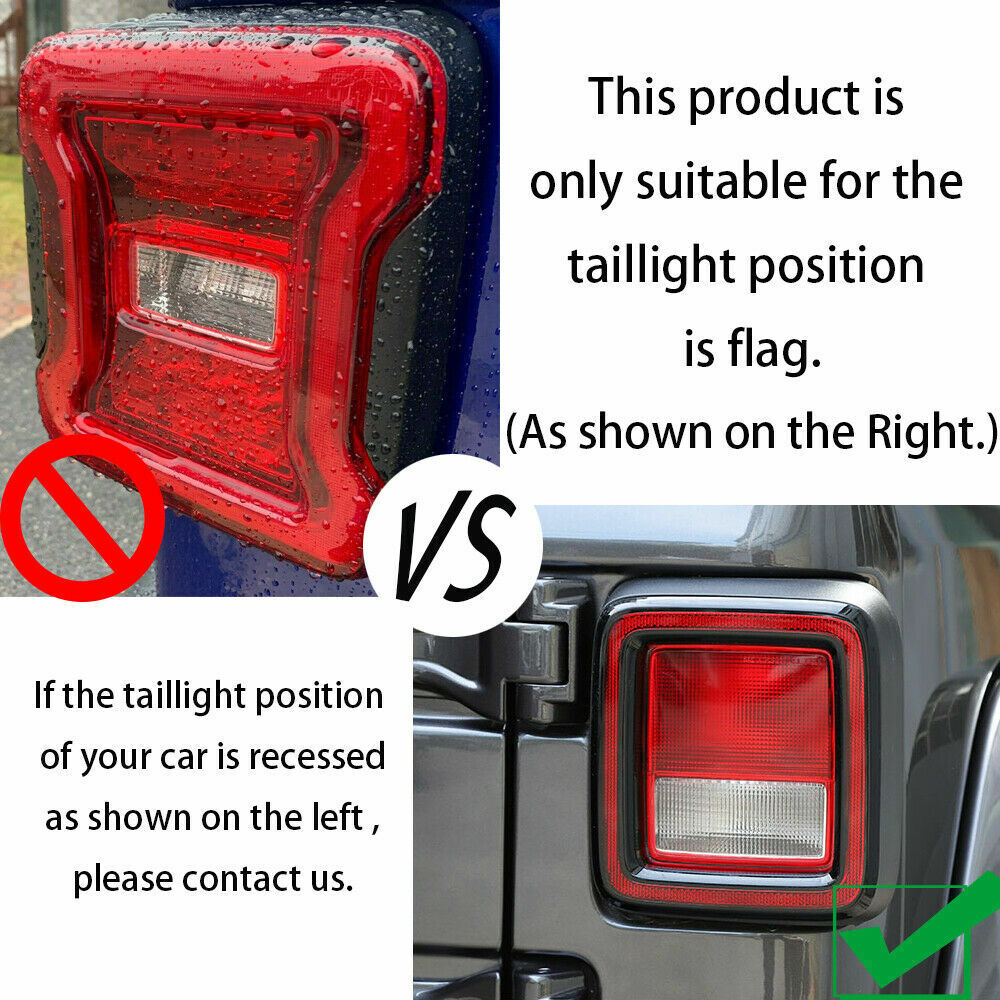 This product is
only suitable for the
taillight position
is flag.
(As shown on the Right.)
VS
If the taillight position
of your car is recessed
as shown on the left ,
please contact us.